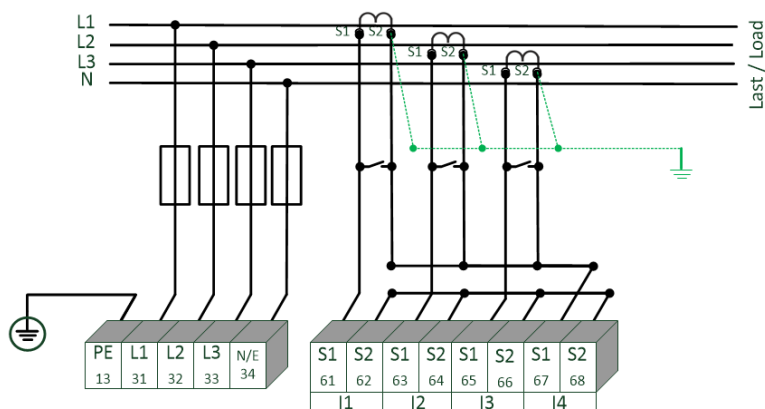 L1
L2
L3
N
S1 S2
S1 S2
S1 S2
Last / Load
PE L1 L2 L3 N/E
13 31 32 33 34
S1 S2 S1 S2 S1 S2 S1 S2
61 62 63 64 65 66 67 68
I1 I2 I3 I4